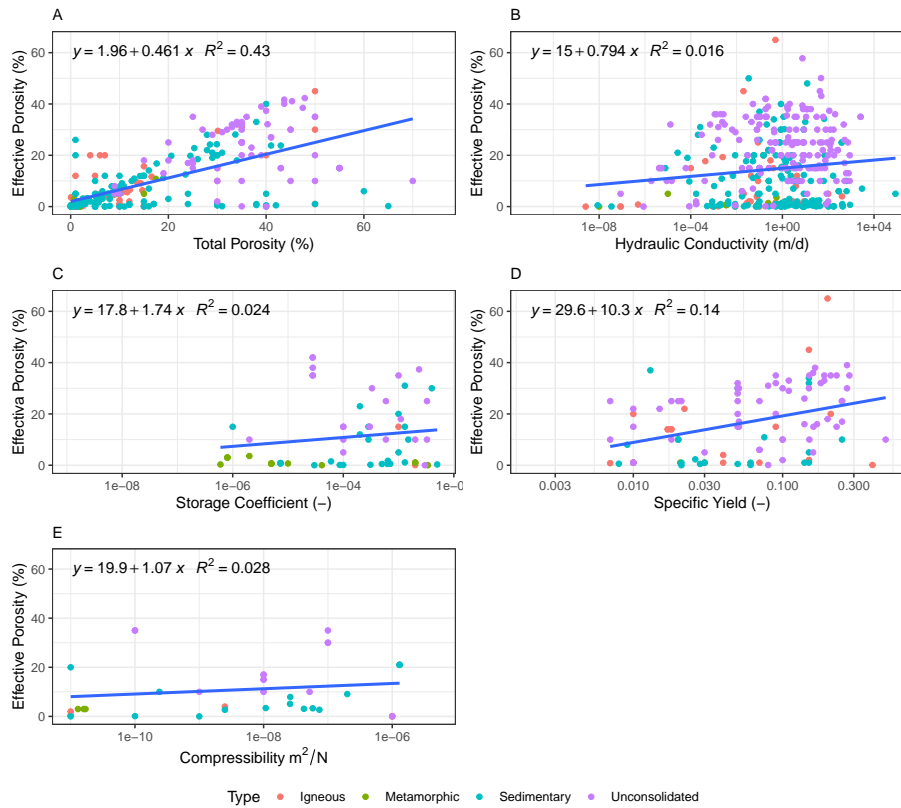 A
y = 1.96 + 0.461 x R² = 0.43
Effective Porosity (%)
60
40
20
0
0 20 40 60
Total Porosity (%)
B
y = 15 + 0.794 x R² = 0.016
Effective Porosity (%)
60
40
20
0
1e−08 1e−04 1e+00 1e+04
Hydraulic Conductivity (m/d)
C
y = 17.8 + 1.74 x R² = 0.024
Effectiva Porosity (%)
60
40
20
0
1e−08 1e−06 1e−04 1e−0
Storage Coefficient (−)
D
y = 29.6 + 10.3 x R² = 0.14
Effective Porosity (%)
60
40
20
0
0.003 0.010 0.030 0.100 0.300
Specific Yield (−)
E
y = 19.9 + 1.07 x R² = 0.028
Effective Porosity (%)
60
40
20
0
1e−10 1e−08 1e−06
Compressibility m²/N
Type Igneous Metamorphic Sedimentary Unconsolidated